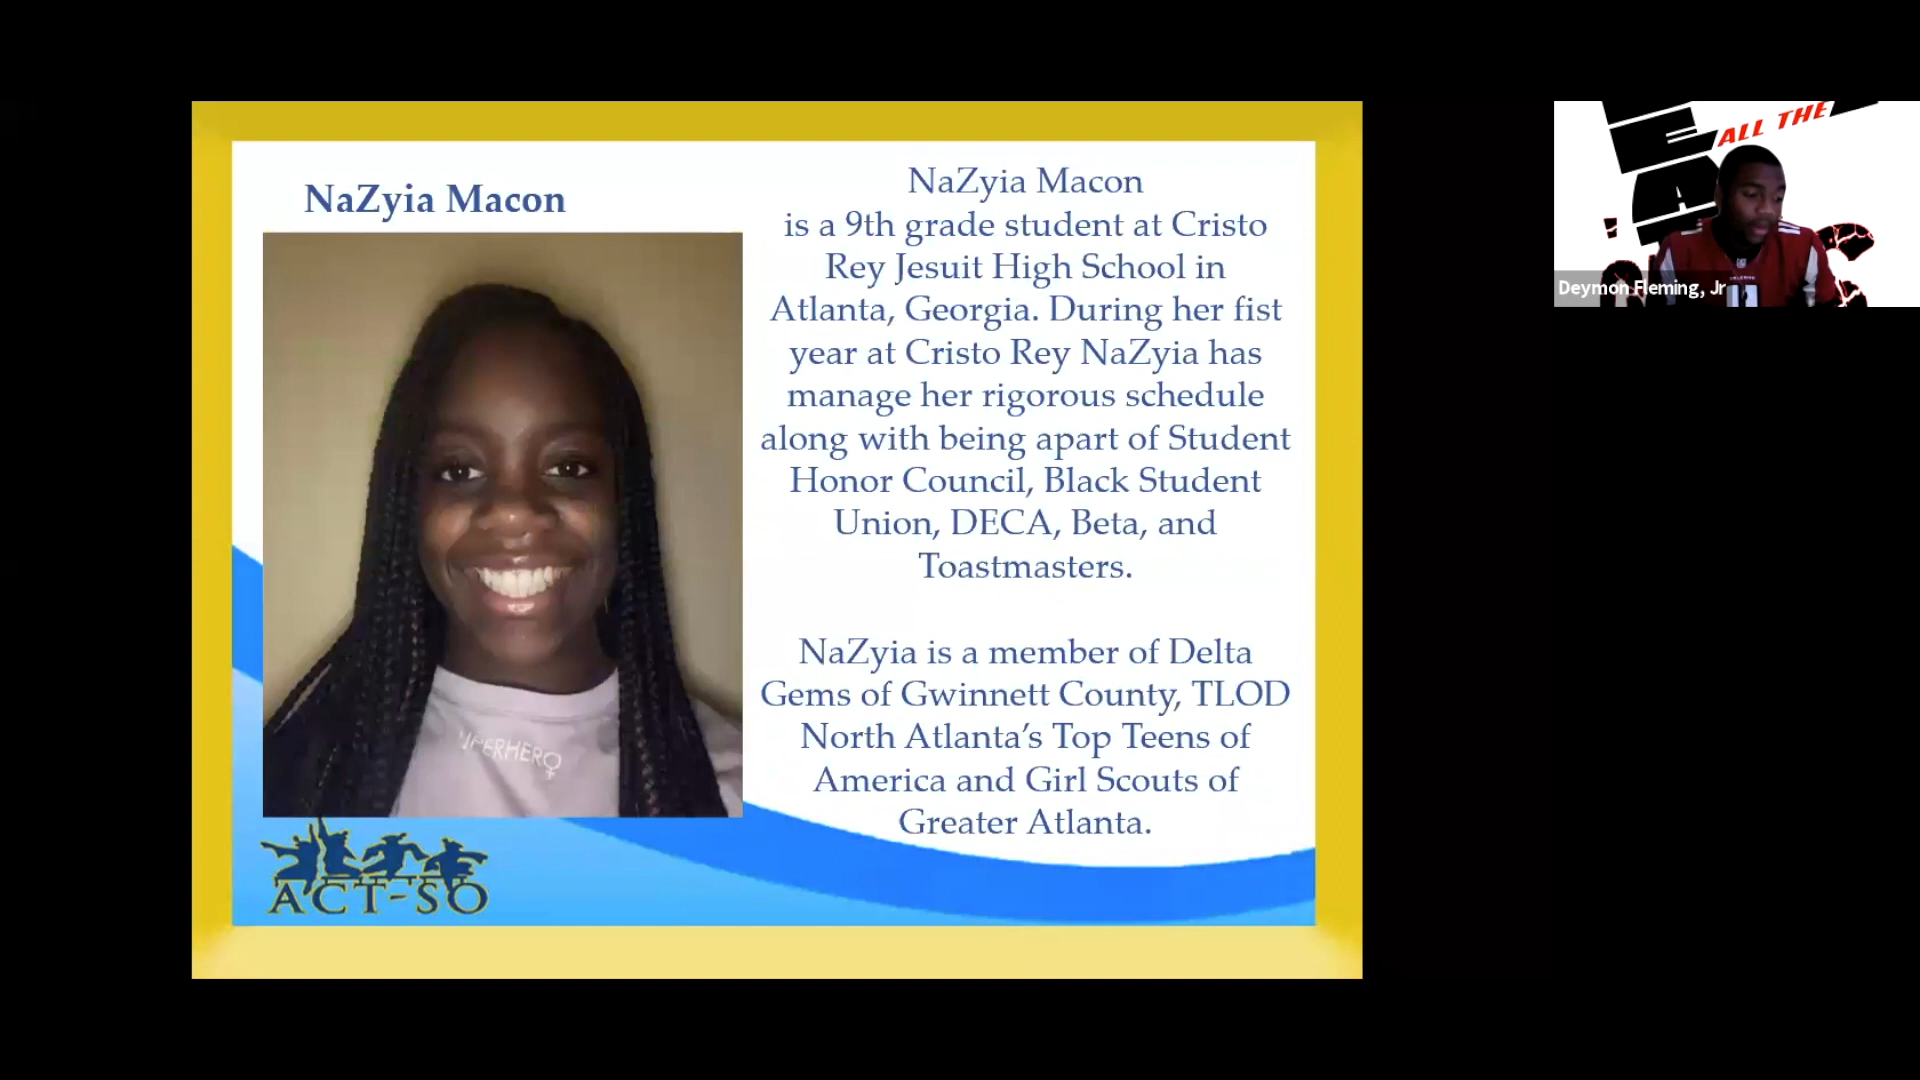 NaZyia Macon
NaZyia Macon
is a 9th grade student at Cristo
Rey Jesuit High School in
Atlanta, Georgia. During her fist
year at Cristo Rey NaZyia has
manage her rigorous schedule
along with being apart of Student
Honor Council, Black Student
Union, DECA, Beta, and
Toastmasters.
NaZyia is a member of Delta
Gems of Gwinnett County, TLOD
North Atlanta's Top Teens of
America and Girl Scouts of
Greater Atlanta.
ACT-SO
ALL THE
Deymon Fleming, Jr